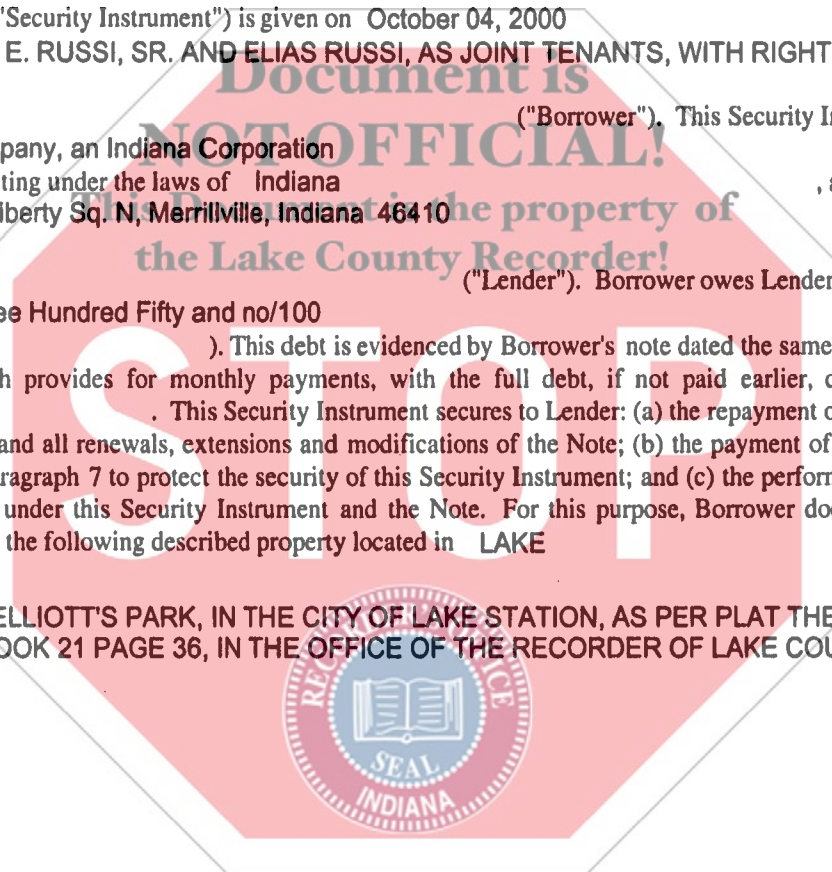 "Security Instrument") is given on October 04, 2000
E. RUSSI, SR. AND ELIAS RUSSI, AS JOINT TENANTS, WITH RIGHT
Document is
("Borrower"). This Security I
NOT OFFICIAL!
pany, an Indiana Corporation
ting under the laws of Indiana
This Document is the property of
iberty Sq. N, Merrillville, Indiana 46410
the Lake County Recorder!
("Lender"). Borrower owes Lender
ee Hundred Fifty and no/100
). This debt is evidenced by Borrower's note dated the same
h provides for monthly payments, with the full debt, if not paid earlier,
. This Security Instrument secures to Lender: (a) the repayment
and all renewals, extensions and modifications of the Note; (b) the payment of
ragraph 7 to protect the security of this Security Instrument; and (c) the perfor
under this Security Instrument and the Note. For this purpose, Borrower do
the following described property located in LAKE
STOP
ELLIOTT'S PARK, IN THE CITY OF LAKE STATION, AS PER PLAT THE
OOK 21 PAGE 36, IN THE OFFICE OF THE RECORDER OF LAKE COU
RECORDER'S OFFICE
SEAL
INDIANA